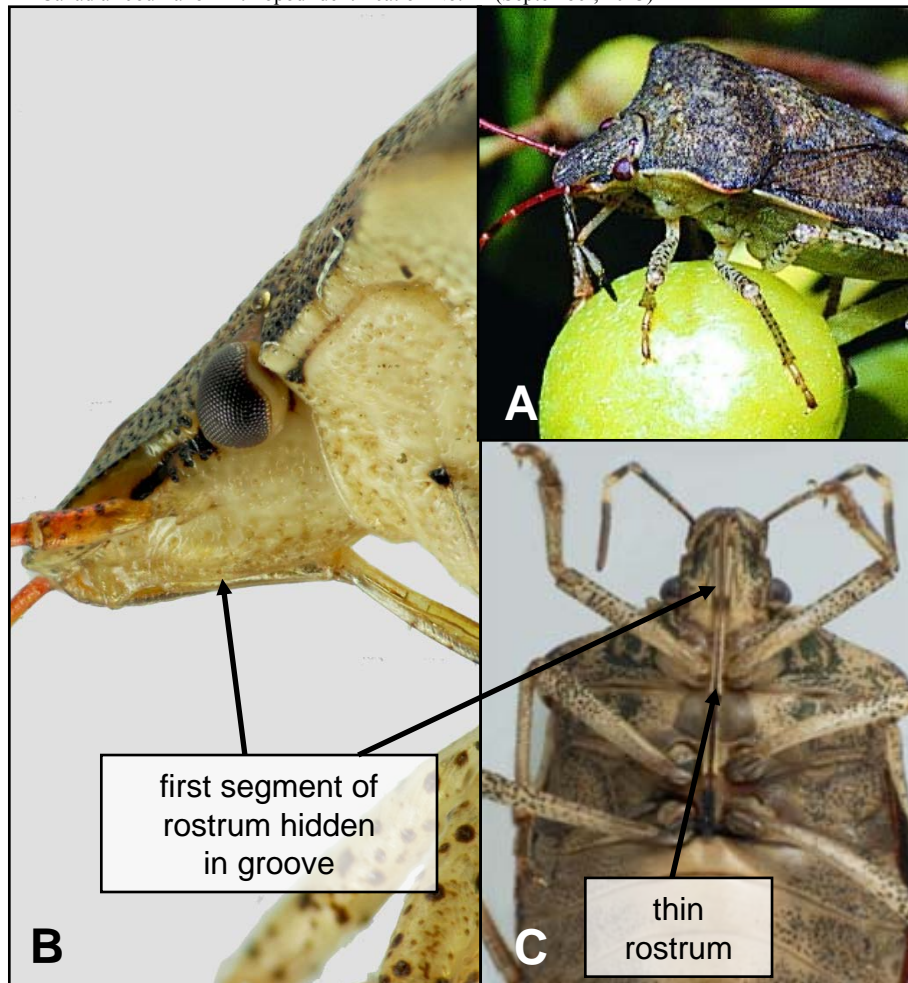 A
first segment of
rostrum hidden
in groove
thin
rostrum
B
C